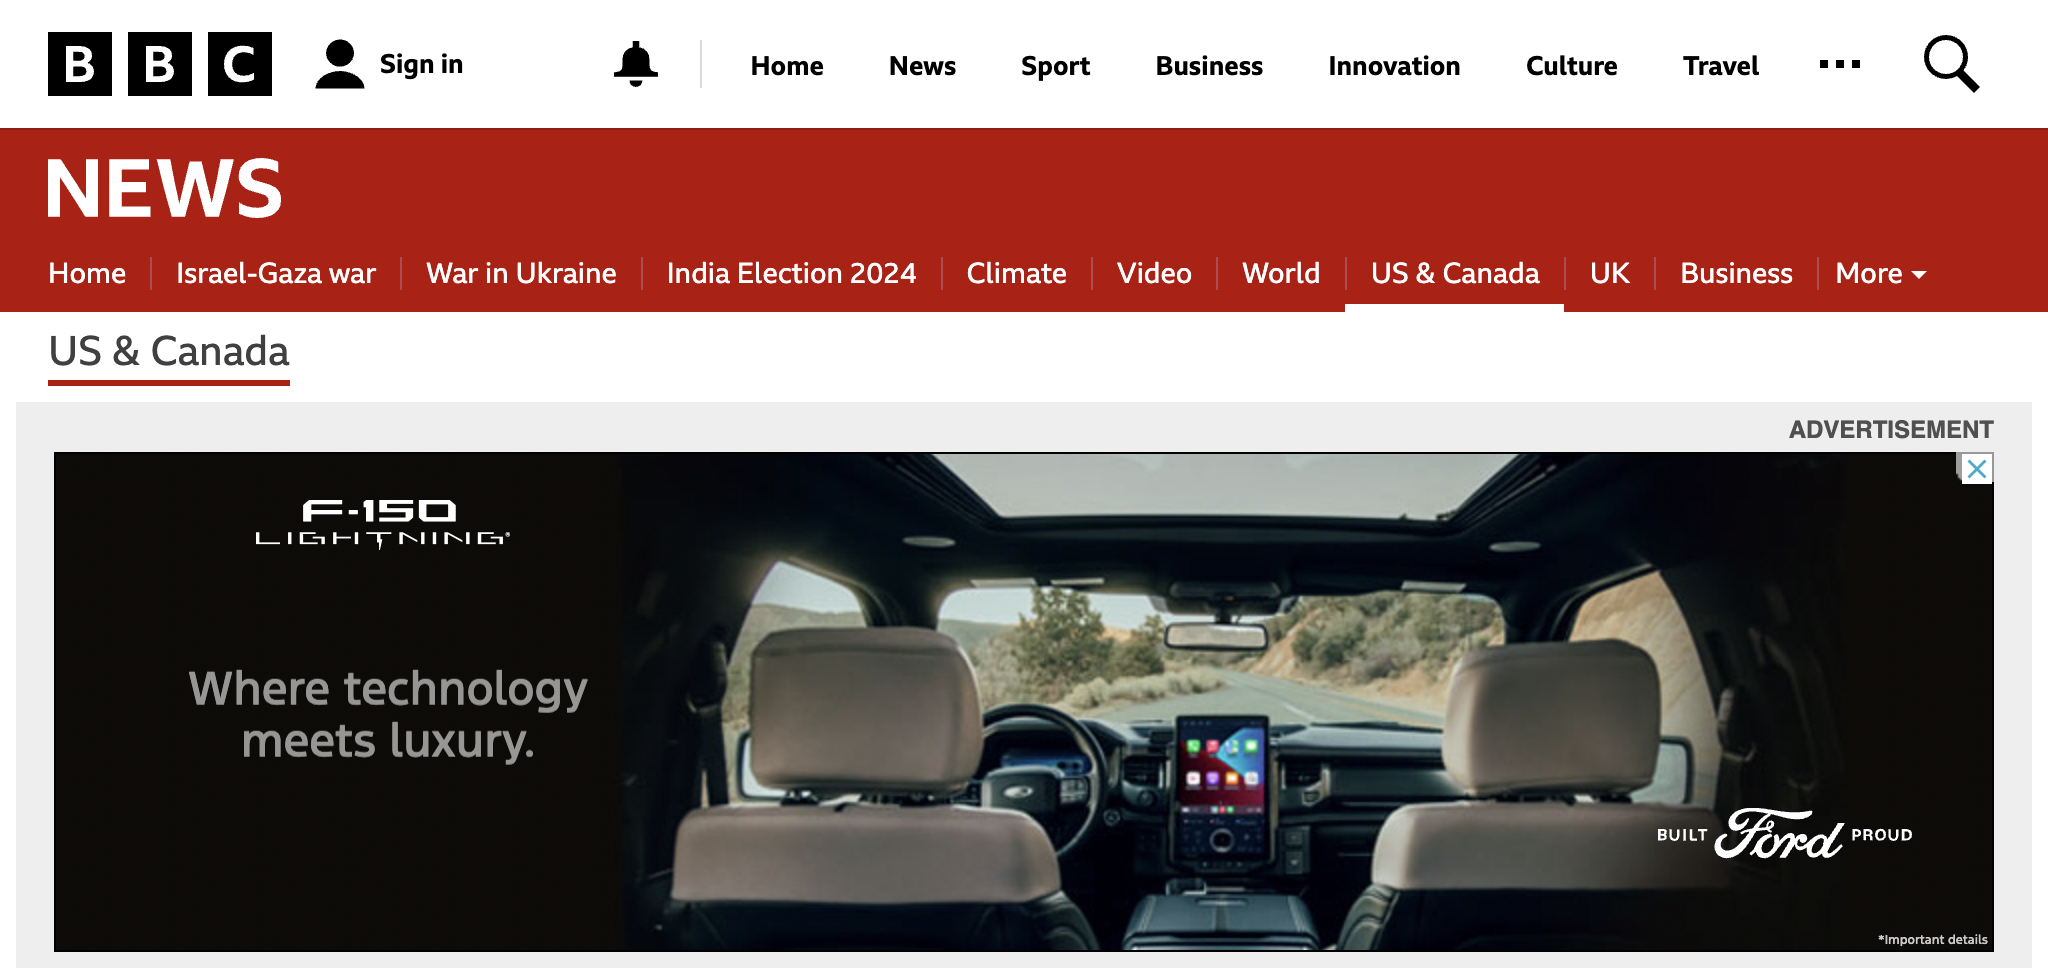 BBC Sign in Home News Sport Business Innovation Culture Travel
NEWS
Home Israel-Gaza war War in Ukraine India Election 2024 Climate Video World US & Canada UK Business More
US & Canada
ADVERTISEMENT
F-150
LIGHTNING®
Where technology
meets luxury.
BUILT Ford PROUD
*Important details